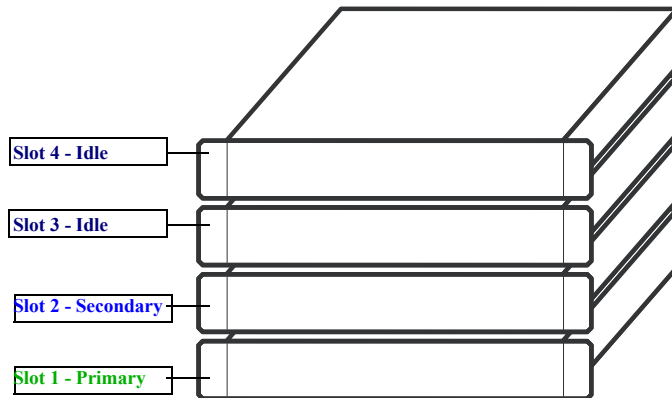 Slot 4 - Idle
Slot 3 - Idle
Slot 2 - Secondary
Slot 1 - Primary